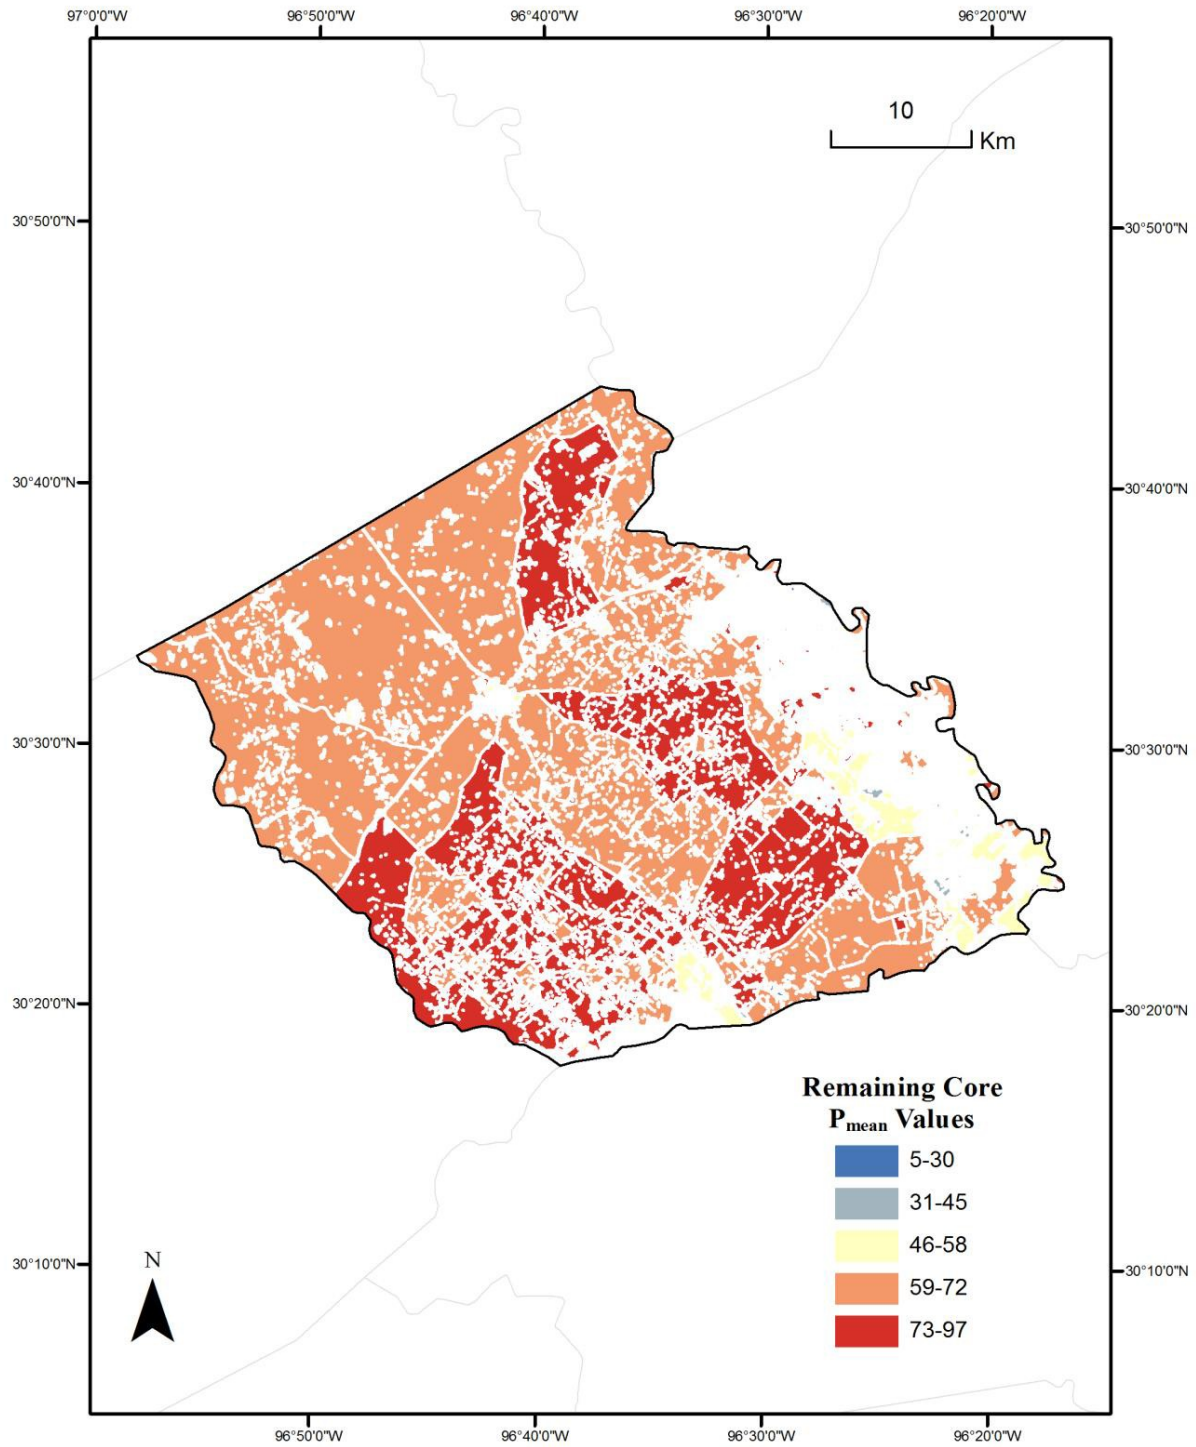 97°0'0"W 96°50'0"W 96°40'0"W 96°30'0"W 96°20'0"W
10
Km
30°50'0"N 30°50'0"N
30°40'0"N 30°40'0"N
30°30'0"N 30°30'0"N
30°20'0"N 30°20'0"N
Remaining Core
Pmean Values
5-30
31-45
46-58
59-72
73-97
N
30°10'0"N 30°10'0"N
96°50'0"W 96°40'0"W 96°30'0"W 96°20'0"W